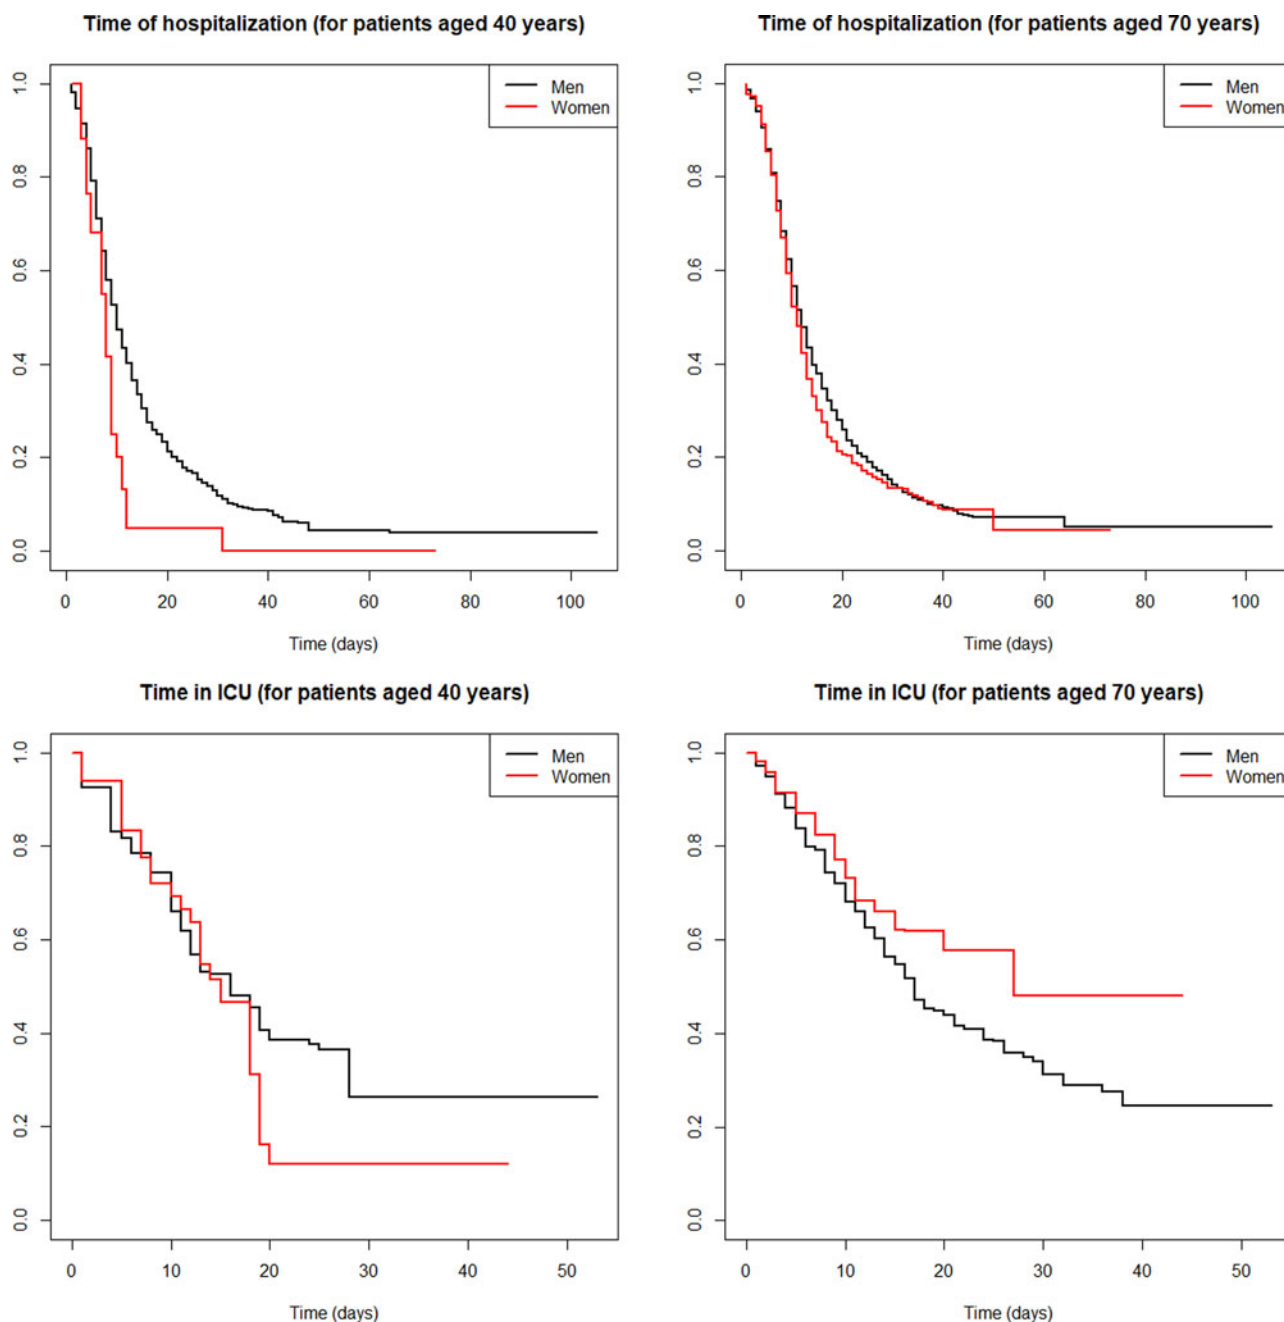 Time of hospitalization (for patients aged 40 years)
1.0
0.8
0.6
0.4
0.2
0.0
Men
Women
0 20 40 60 80 100
Time (days)
Time of hospitalization (for patients aged 70 years)
1.0
0.8
0.6
0.4
0.2
0.0
Men
Women
0 20 40 60 80 100
Time (days)
Time in ICU (for patients aged 40 years)
1.0
0.8
0.6
0.4
0.2
0.0
Men
Women
0 10 20 30 40 50
Time (days)
Time in ICU (for patients aged 70 years)
1.0
0.8
0.6
0.4
0.2
0.0
Men
Women
0 10 20 30 40 50
Time (days)